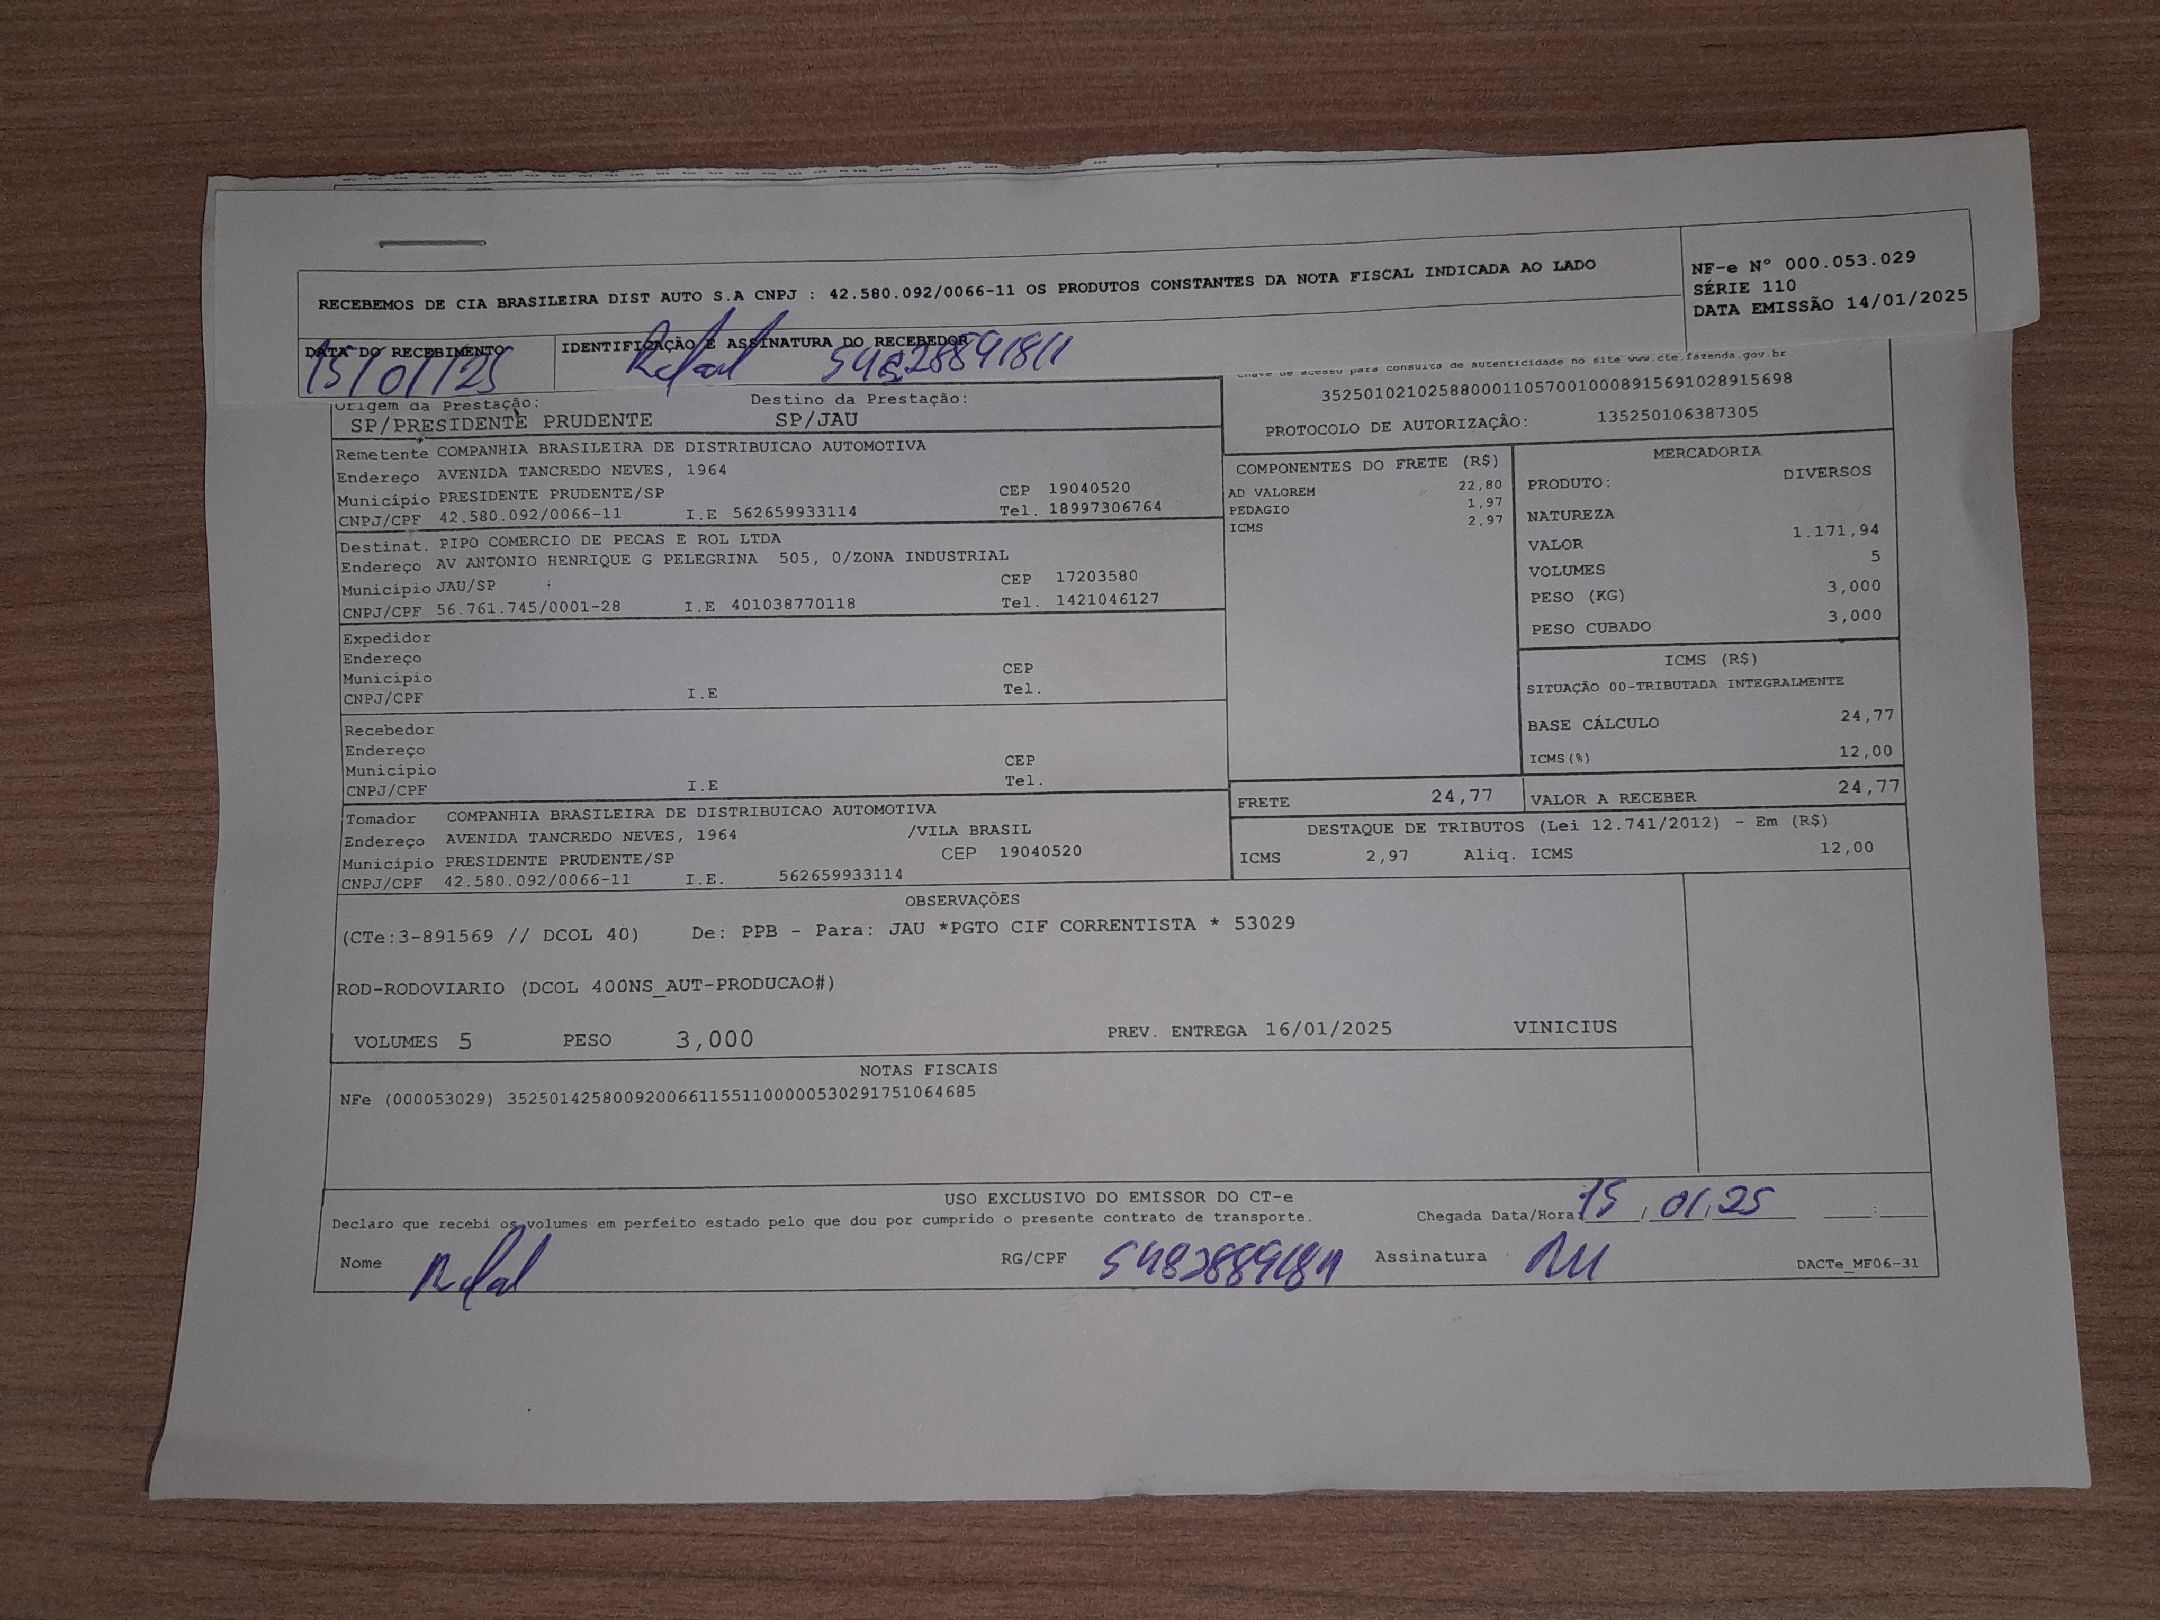 RECEBEMOS DE CIA BRASILEIRA DIST AUTO S.A CNPJ : 42.580.092/0066-11 OS PRODUTOS CONSTANTES DA NOTA FISCAL INDICADA AO LADO
NF-e Nº 000.053.029
SÉRIE 110
DATA EMISSÃO 14/01/2025
DATA DO RECEBIMENTO
15/01/25
IDENTIFICAÇÃO E ASSINATURA DO RECEBEDOR
Chave de acesso para consulta de autenticidade no site www.cte.fazenda.gov.br
35250102102588000110570010008915691028915698
PROTOCOLO DE AUTORIZAÇÂO: 135250106387305
Origem da Prestação: Destino da Prestação:
SP/PRESIDENTE PRUDENTE SP/JAU
Remetente COMPANHIA BRASILEIRA DE DISTRIBUICAO AUTOMOTIVA
Endereço AVENIDA TANCREDO NEVES, 1964
Município PRESIDENTE PRUDENTE/SP CEP 19040520
CNPJ/CPF 42.580.092/0066-11 I.E 562659933114 Tel. 18997306764
Destinat. PIPO COMERCIO DE PECAS E ROL LTDA
Endereço AV ANTONIO HENRIQUE G PELEGRINA 505, 0/ZONA INDUSTRIAL
Município JAU/SP CEP 17203580
CNPJ/CPF 56.761.745/0001-28 I.E 401038770118 Tel. 1421046127
Expedidor
Endereço
Município CEP
CNPJ/CPF I.E Tel.
Recebedor
Endereço
Município CEP
CNPJ/CPF I.E Tel.
Tomador COMPANHIA BRASILEIRA DE DISTRIBUICAO AUTOMOTIVA
Endereço AVENIDA TANCREDO NEVES, 1964 /VILA BRASIL
Município PRESIDENTE PRUDENTE/SP CEP 19040520
CNPJ/CPF 42.580.092/0066-11 I.E. 562659933114
COMPONENTES DO FRETE (R$)
AD VALOREM 22,80
PEDAGIO 1,97
ICMS 2,97
MERCADORIA
PRODUTO: DIVERSOS
NATUREZA
VALOR 1.171,94
VOLUMES 5
PESO (KG) 3,000
PESO CUBADO 3,000
ICMS (R$)
SITUAÇÃO 00-TRIBUTADA INTEGRALMENTE
BASE CÁLCULO 24,77
ICMS(%) 12,00
FRETE 24,77 VALOR A RECEBER 24,77
DESTAQUE DE TRIBUTOS (Lei 12.741/2012) - Em (R$)
ICMS 2,97 Aliq. ICMS 12,00
OBSERVAÇÕES
(CTe:3-891569 // DCOL 40) De: PPB - Para: JAU *PGTO CIF CORRENTISTA * 53029
ROD-RODOVIARIO (DCOL 400NS_AUT-PRODUCAO#)
VOLUMES 5 PESO 3,000 PREV. ENTREGA 16/01/2025 VINICIUS
NOTAS FISCAIS
NFe (000053029) 35250142580092006611551100000530291751064685
USO EXCLUSIVO DO EMISSOR DO CT-e
Declaro que recebi os volumes em perfeito estado pelo que dou por cumprido o presente contrato de transporte. Chegada Data/Hora: 15/01/25 :
Nome RG/CPF Assinatura DACTe_MF06-31